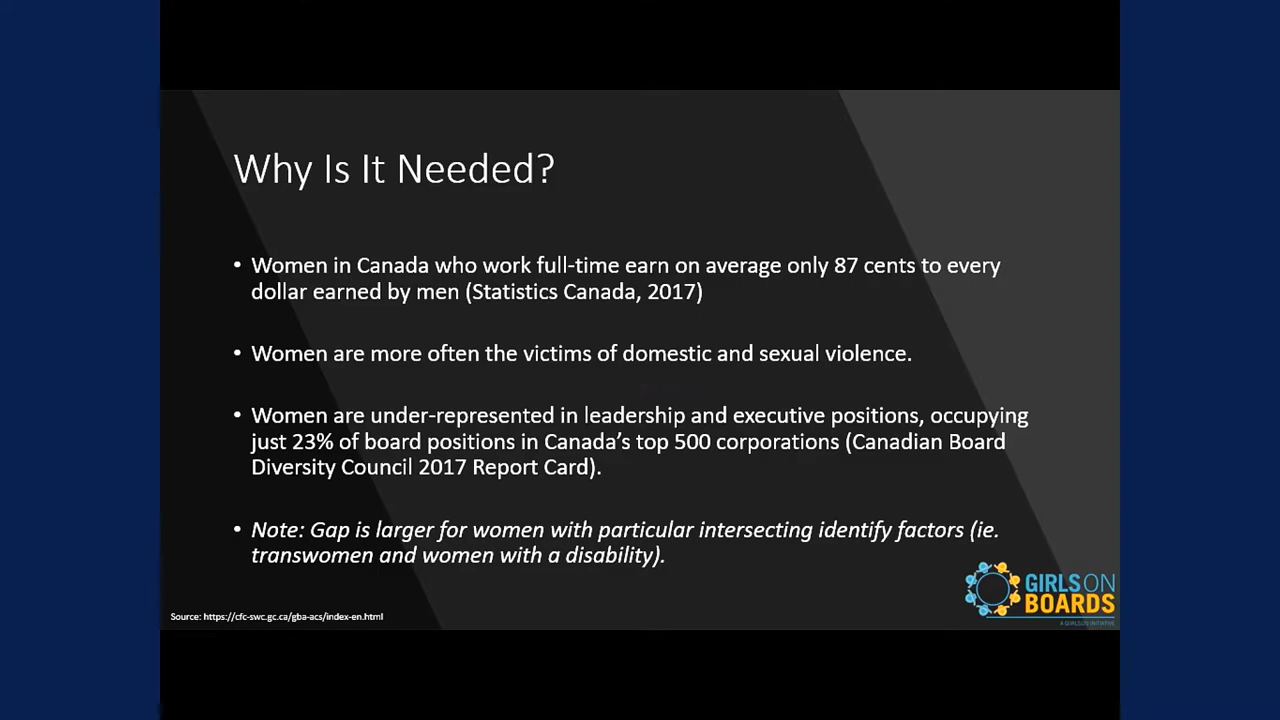 Why Is It Needed?
• Women in Canada who work full-time earn on average only 87 cents to every
dollar earned by men (Statistics Canada, 2017)
• Women are more often the victims of domestic and sexual violence.
• Women are under-represented in leadership and executive positions, occupying
just 23% of board positions in Canada's top 500 corporations (Canadian Board
Diversity Council 2017 Report Card).
• Note: Gap is larger for women with particular intersecting identify factors (ie.
transwomen and women with a disability).
GIRLS ON
BOARDS
A GIRLS20 INITIATIVE
Source: https://cfc-swc.gc.ca/gba-acs/index-en.html